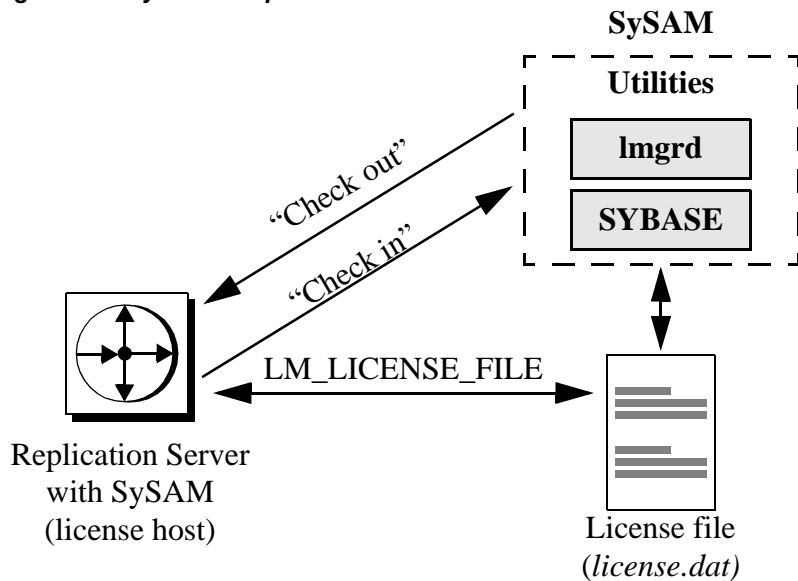 SySAM
Utilities
lmgrd
SYBASE
“Check out”
“Check in”
LM_LICENSE_FILE
Replication Server
with SySAM
(license host)
License file
(license.dat)